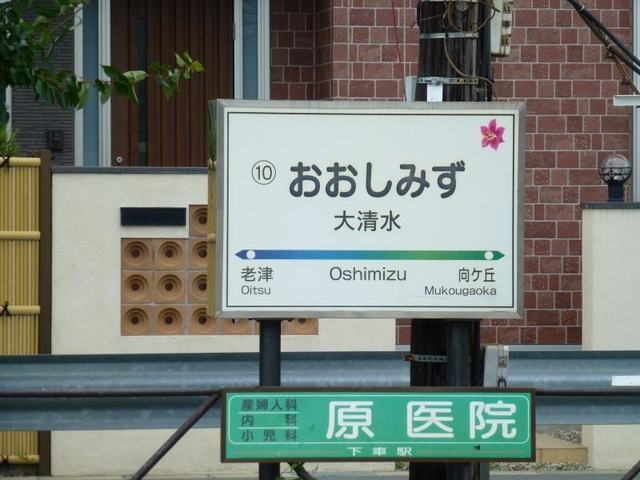 ⑩ おおしみず
大清水
老津 Oshimizu 向ケ丘
Oitsu Mukougaoka
産婦人科
内科
小児科
原医院
下車駅